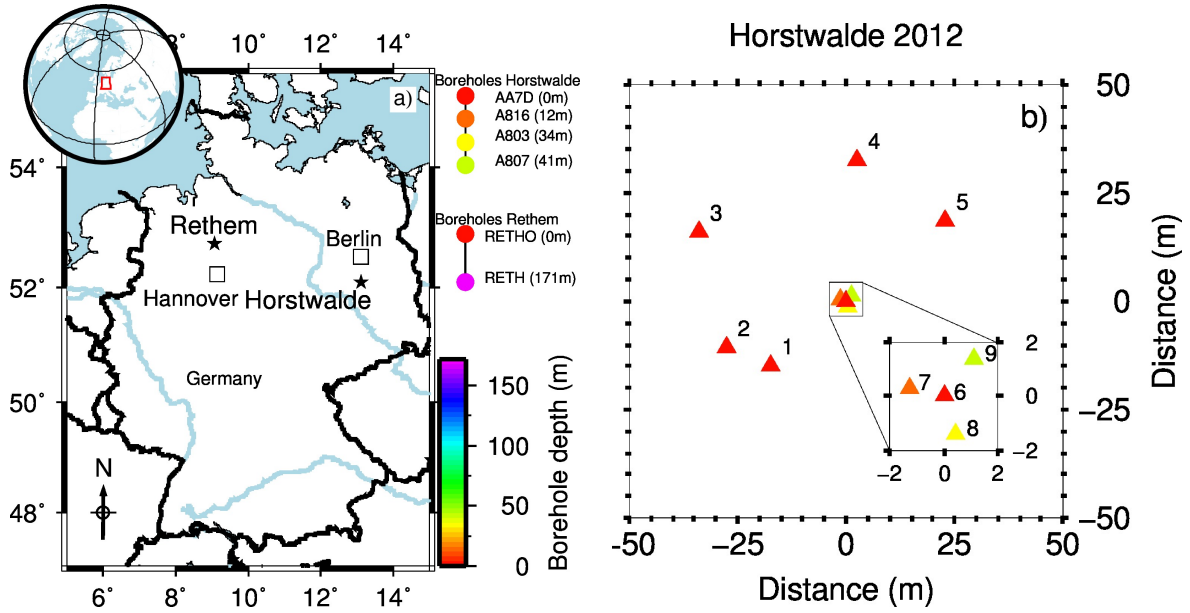 8° 10° 12° 14°
a)
Boreholes Horstwalde
AA7D (0m)
A816 (12m)
A803 (34m)
A807 (41m)
54°
52°
50°
48°
Rethem
Berlin
Hannover Horstwalde
Germany
N
6° 8° 10° 12° 14°
Boreholes Rethem
RETHO (0m)
RETH (171m)
150
100
50
0
Borehole depth (m)
Horstwalde 2012
b)
50
25
0
−25
−50
Distance (m)
4
5
3
2
1
9
7
6
8
2
0
−2
−2 0 2
-50 -25 0 25 50
Distance (m)